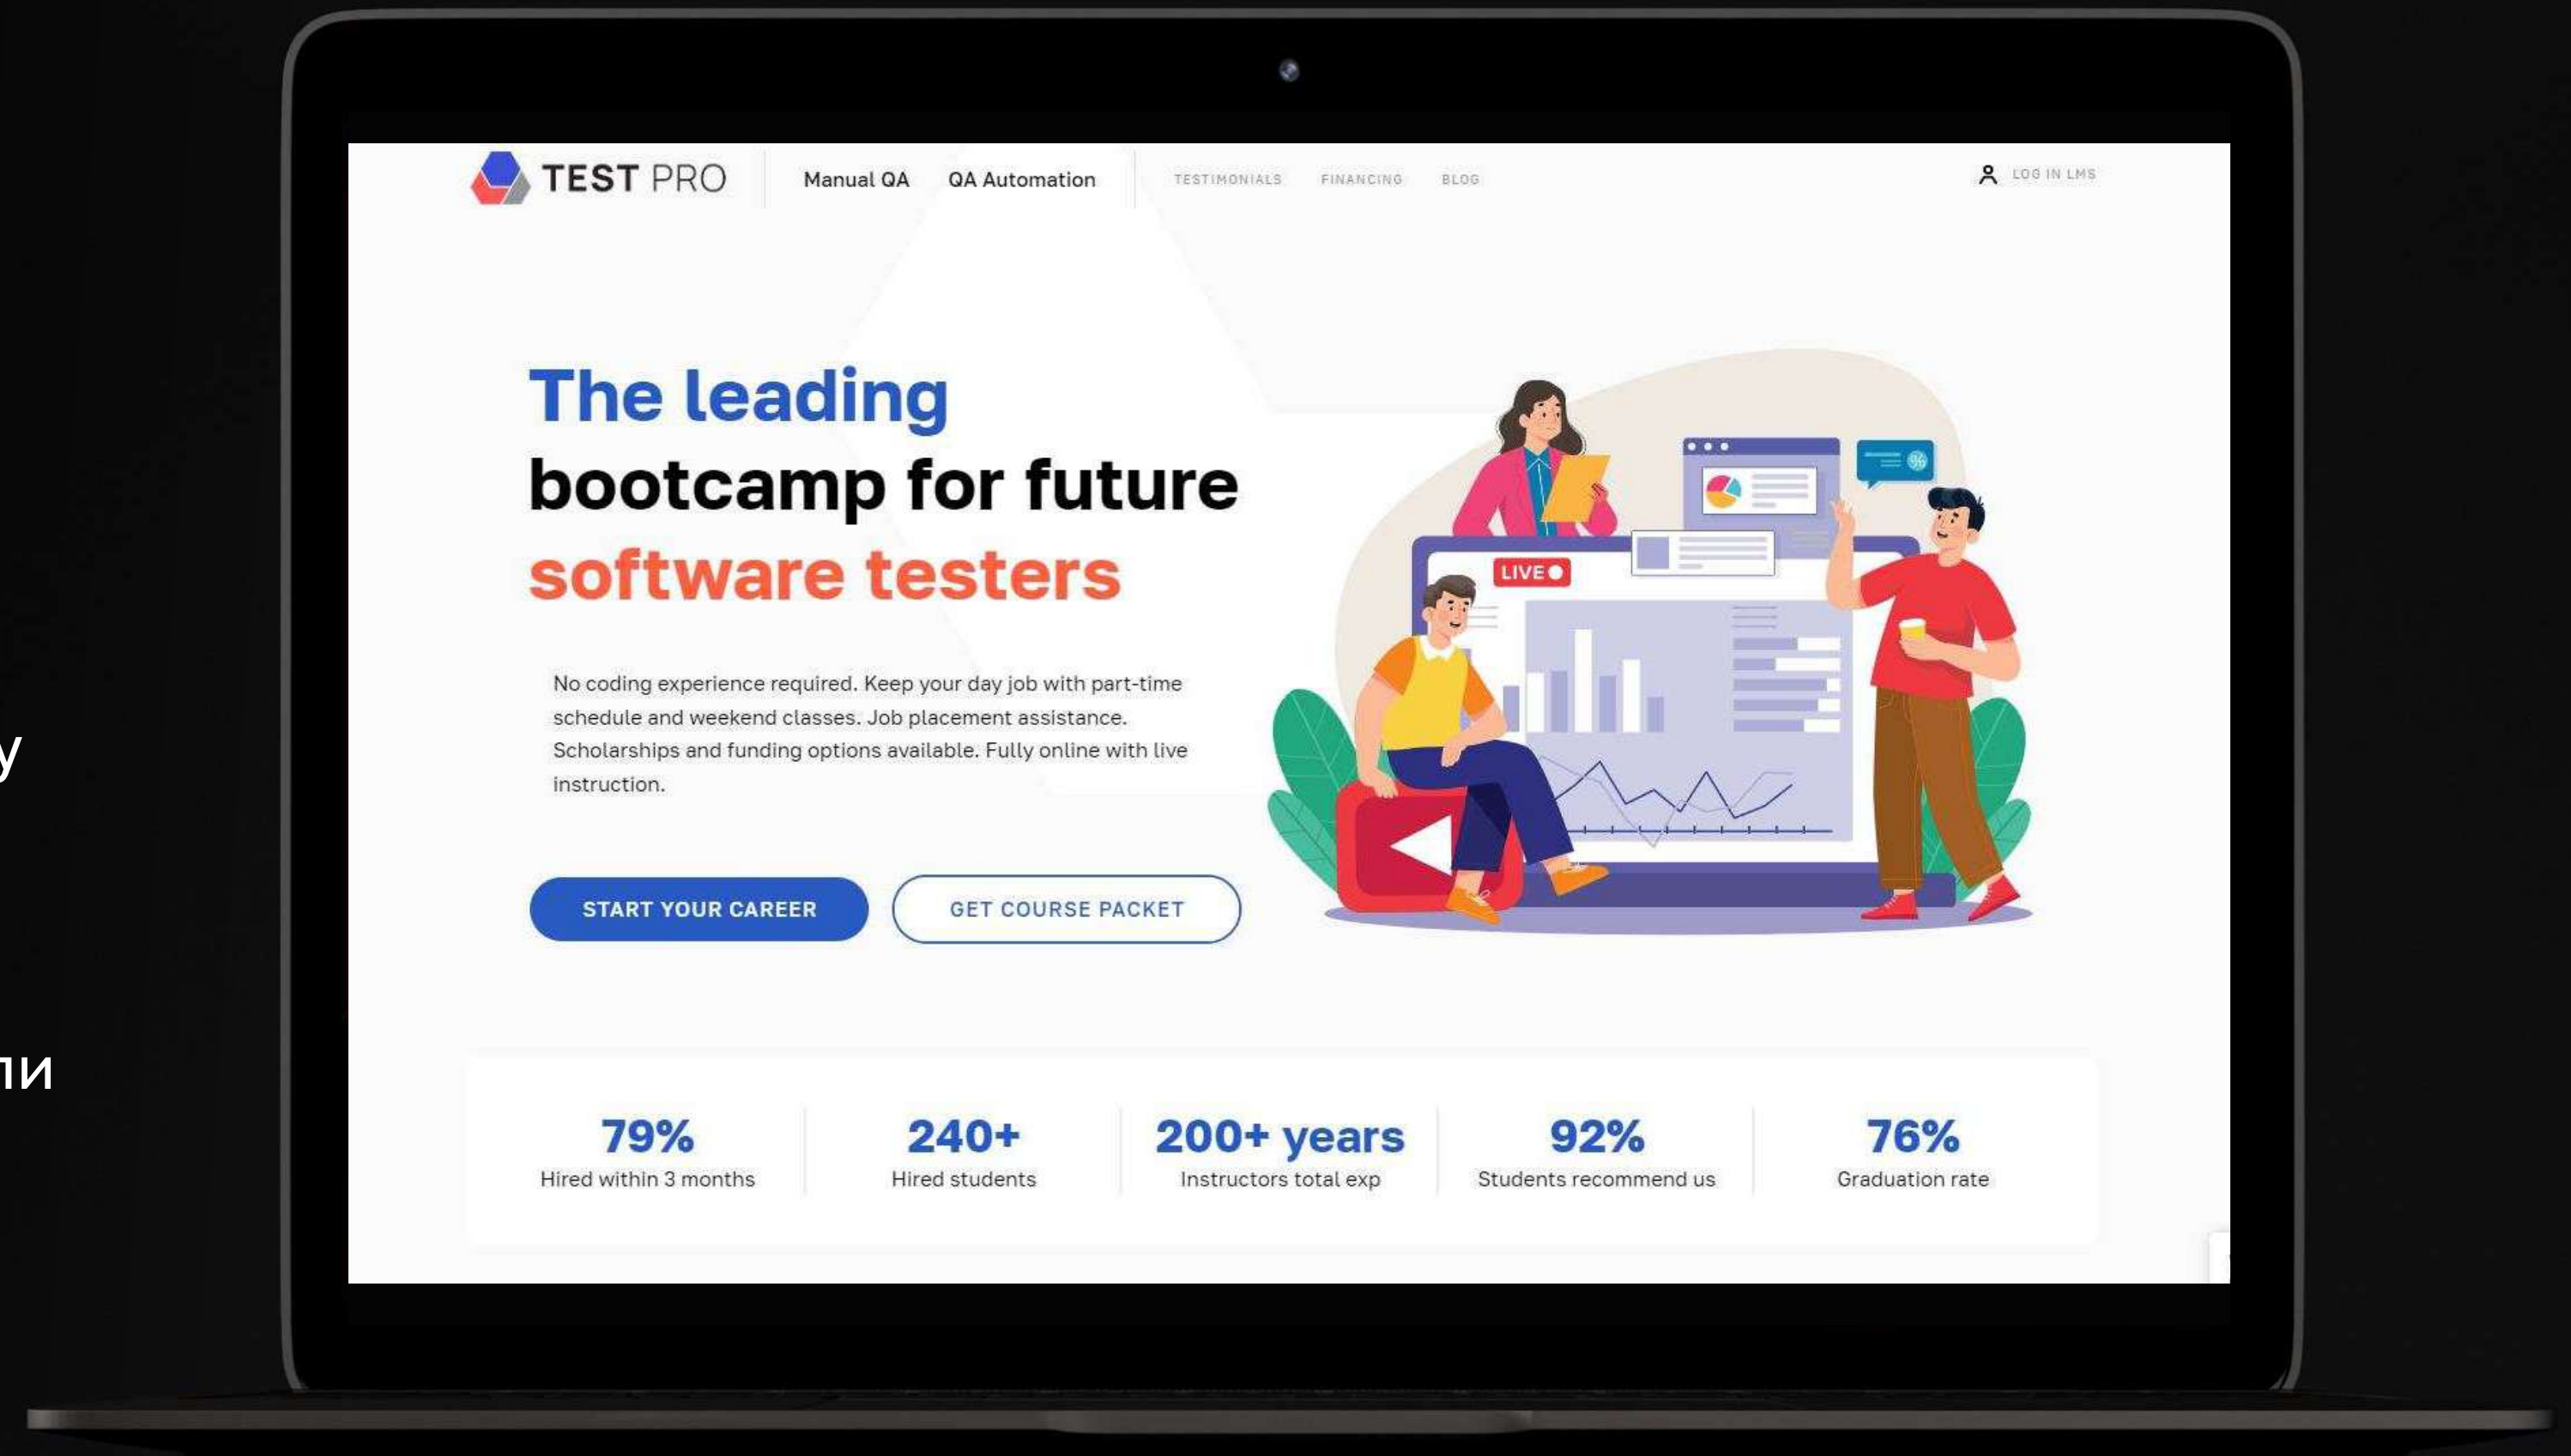 TEST PRO
Manual QA
QA Automation
TESTIMONIALS
FINANCING
BLOG
LOG IN LMS
The leading
bootcamp for future
software testers
LIVE
No coding experience required. Keep your day job with part-time
schedule and weekend classes. Job placement assistance.
Scholarships and funding options available. Fully online with live
instruction.
START YOUR CAREER
GET COURSE PACKET
79%
Hired within 3 months
240+
Hired students
200+ years
Instructors total exp
92%
Students recommend us
76%
Graduation rate